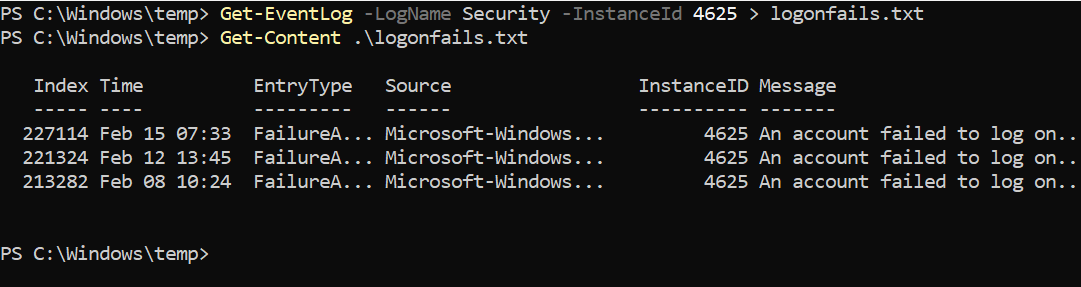 PS C:\Windows\temp> Get-EventLog -LogName Security -InstanceId 4625 > logonfails.txt
PS C:\Windows\temp> Get-Content .\logonfails.txt
Index Time EntryType Source InstanceID Message
----- ---- --------- ------ ---------- -------
227114 Feb 15 07:33 FailureA... Microsoft-Windows... 4625 An account failed to log on...
221324 Feb 12 13:45 FailureA... Microsoft-Windows... 4625 An account failed to log on...
213282 Feb 08 10:24 FailureA... Microsoft-Windows... 4625 An account failed to log on...
PS C:\Windows\temp>